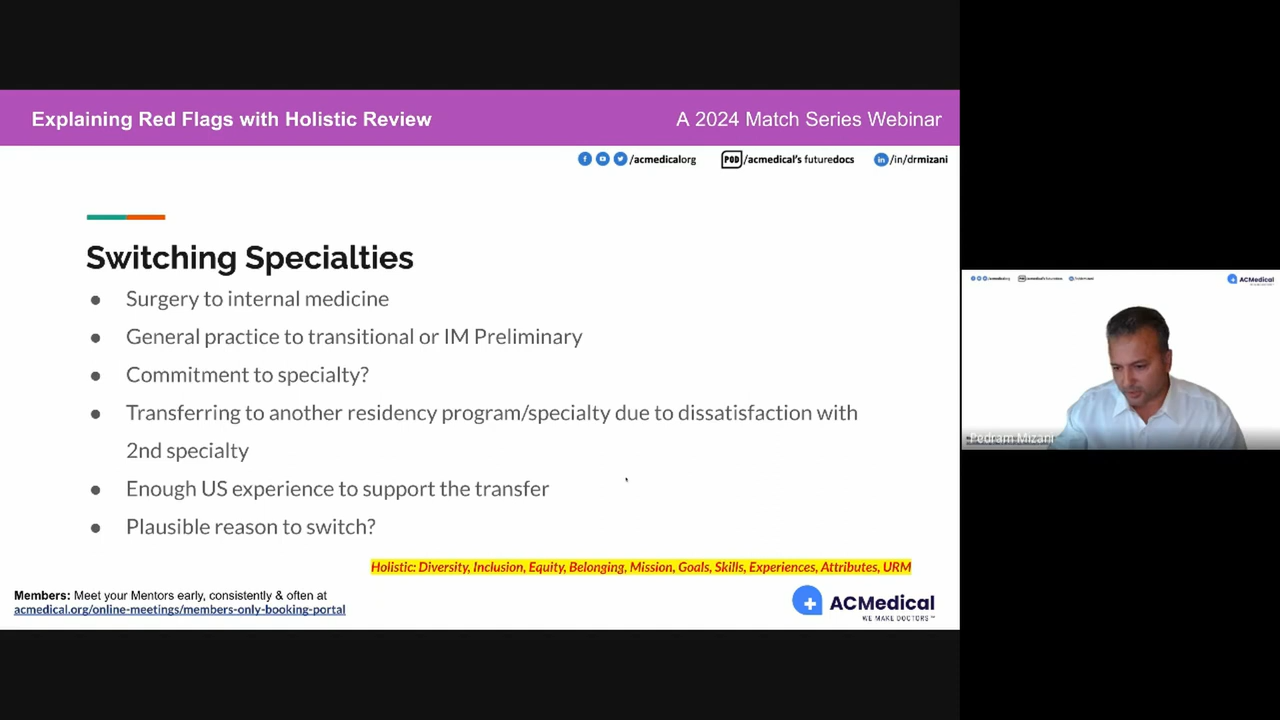 Explaining Red Flags with Holistic Review
A 2024 Match Series Webinar
/acmedicalorg
POD /acmedical's futuredocs
in /in/drmizani
Switching Specialties
● Surgery to internal medicine
● General practice to transitional or IM Preliminary
● Commitment to specialty?
● Transferring to another residency program/specialty due to dissatisfaction with
2nd specialty
● Enough US experience to support the transfer
● Plausible reason to switch?
Holistic: Diversity, Inclusion, Equity, Belonging, Mission, Goals, Skills, Experiences, Attributes, URM
Members: Meet your Mentors early, consistently & often at
acmedical.org/online-meetings/members-only-booking-portal
ACMedical
WE MAKE DOCTORS™
ACMedical
Pedram Mizani